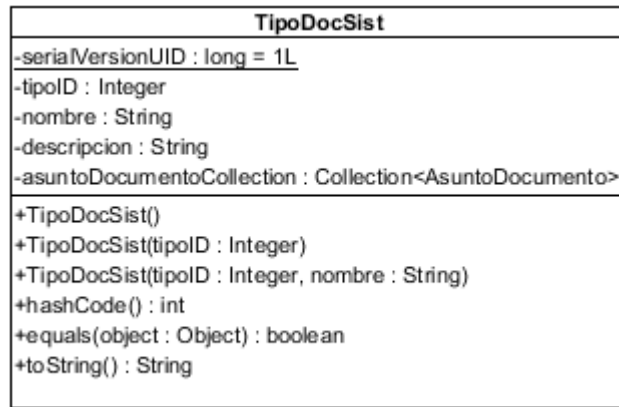 TipoDocSist
-serialVersionUID : long = 1L
-tipoID : Integer
-nombre : String
-descripcion : String
-asuntoDocumentoCollection : Collection<AsuntoDocumento>
+TipoDocSist()
+TipoDocSist(tipoID : Integer)
+TipoDocSist(tipoID : Integer, nombre : String)
+hashCode() : int
+equals(object : Object) : boolean
+toString() : String